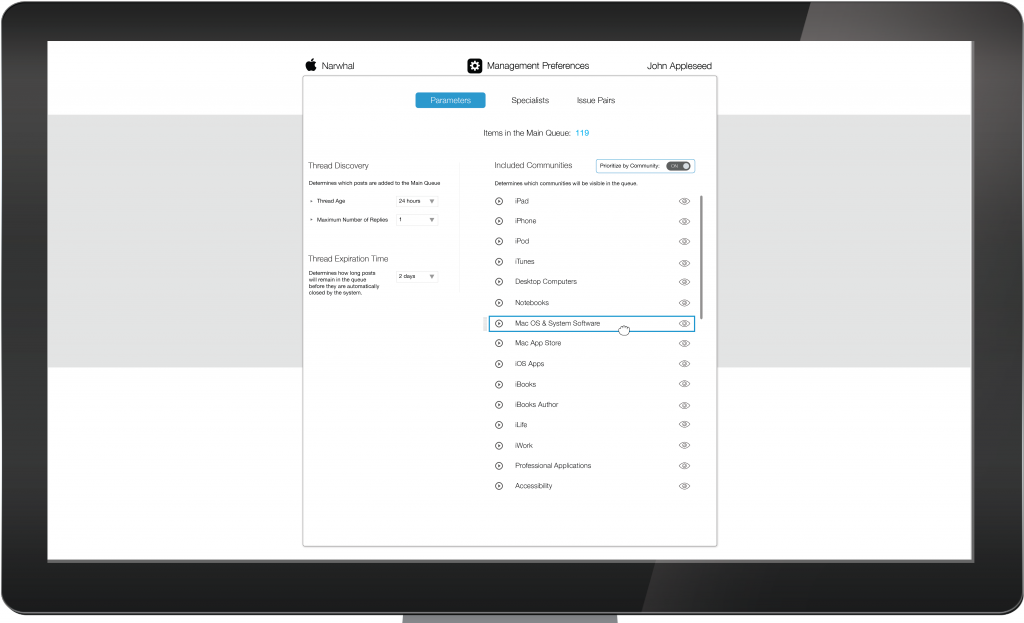 Narwhal
Management Preferences
John Appleseed
Parameters
Specialists
Issue Pairs
Items in the Main Queue: 119
Thread Discovery
Determines which posts are added to the Main Queue
Thread Age
24 hours
Maximum Number of Replies
1
Thread Expiration Time
Determines how long posts
will remain in the queue
before they are automatically
closed by the system.
2 days
Included Communities
Prioritize by Community:
ON
Determines which communities will be visible in the queue.
iPad
iPhone
iPod
iTunes
Desktop Computers
Notebooks
Mac OS & System Software
Mac App Store
iOS Apps
iBooks
iBooks Author
iLife
iWork
Professional Applications
Accessibility